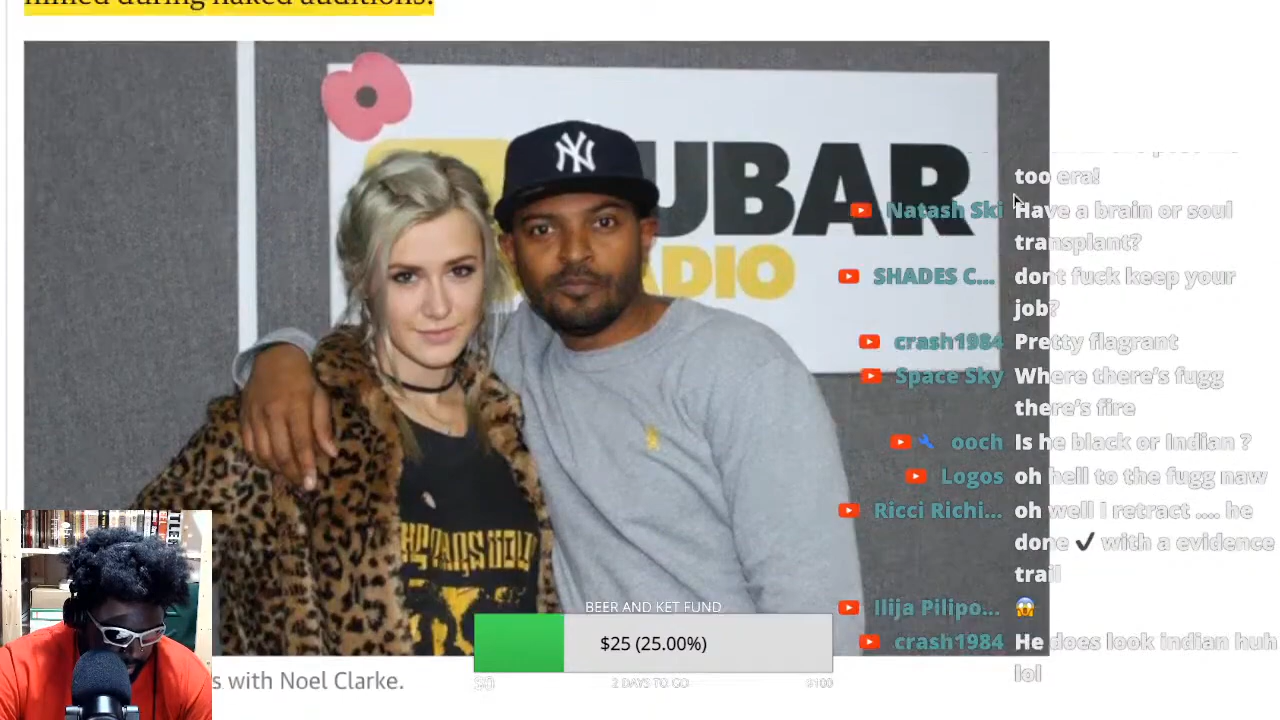 filmed during naked auditions.
NY
UBAR
RADIO
too era!
Natash Ski Have a brain or soul
transplant?
SHADES C... dont fuck keep your
job?
crash1984 Pretty flagrant
Space Sky Where there's fugg
there's fire
ooch Is he black or Indian ?
Logos oh hell to the fugg naw
Ricci Richi... oh well I retract .... he
done ✔ with a evidence
trail
Ilija Pilipo... 😱
crash1984 He does look indian huh
lol
BEER AND KET FUND
$25 (25.00%)
$0 2 DAYS TO GO $100
s with Noel Clarke.